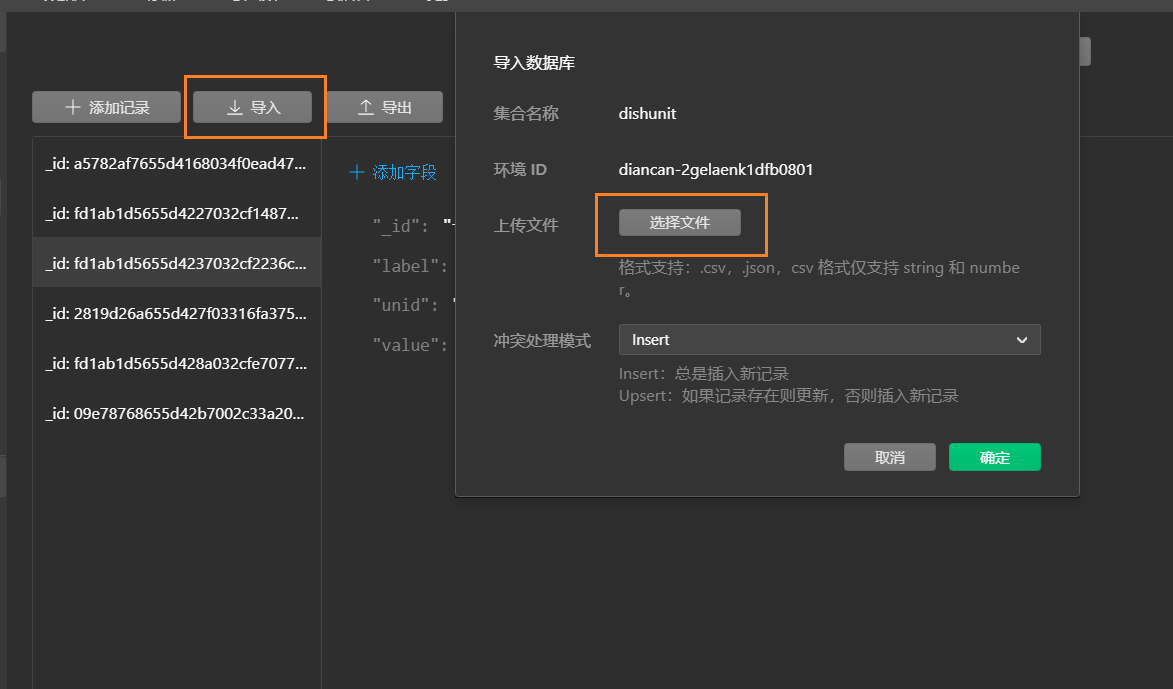 添加记录
导入
导出
_id: a5782af7655d4168034f0ead47...
_id: fd1ab1d5655d4227032cf1487...
_id: fd1ab1d5655d4237032cf2236c...
_id: 2819d26a655d427f03316fa375...
_id: fd1ab1d5655d428a032cfe7077...
_id: 09e78768655d42b7002c33a20...
添加字段
"_id":
"label":
"unid":
"value":
导入数据库
集合名称 dishunit
环境 ID diancan-2gelaenk1dfb0801
上传文件 选择文件
格式支持：.csv，.json，csv 格式仅支持 string 和 numbe
r。
冲突处理模式 Insert
Insert：总是插入新记录
Upsert：如果记录存在则更新，否则插入新记录
取消 确定